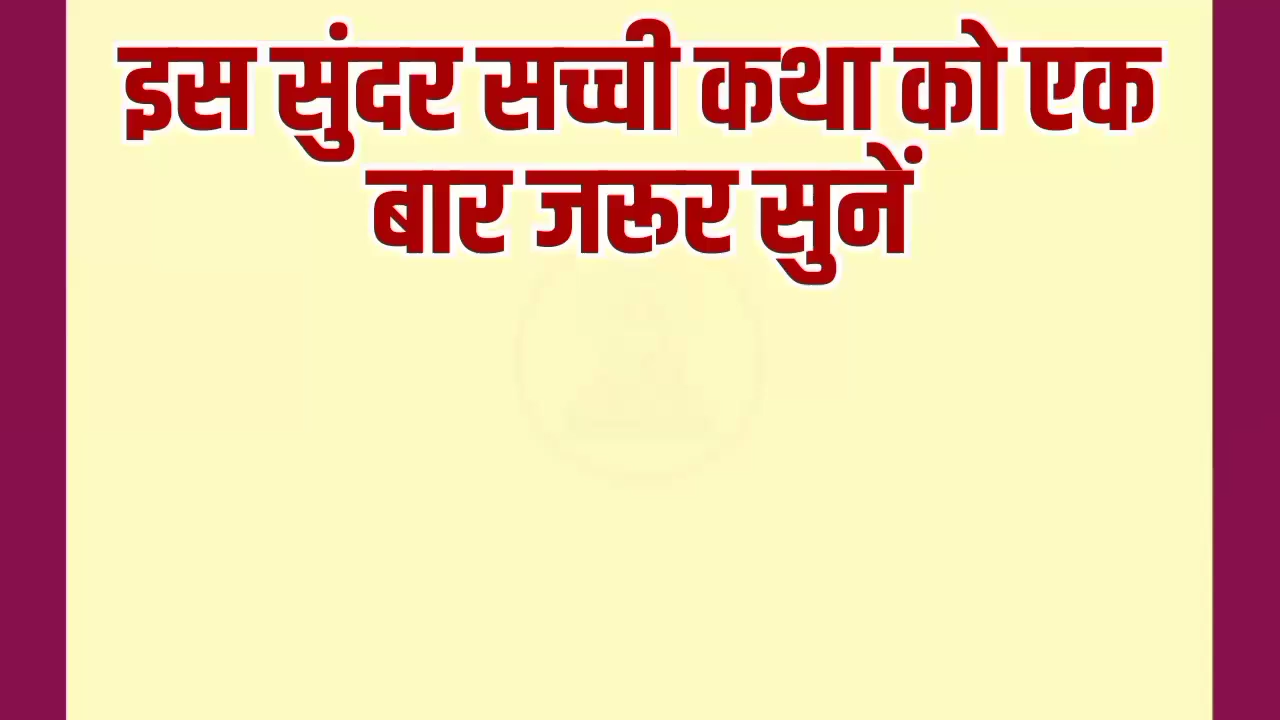 इस सुंदर सच्ची कथा को एक
बार जरूर सुनें